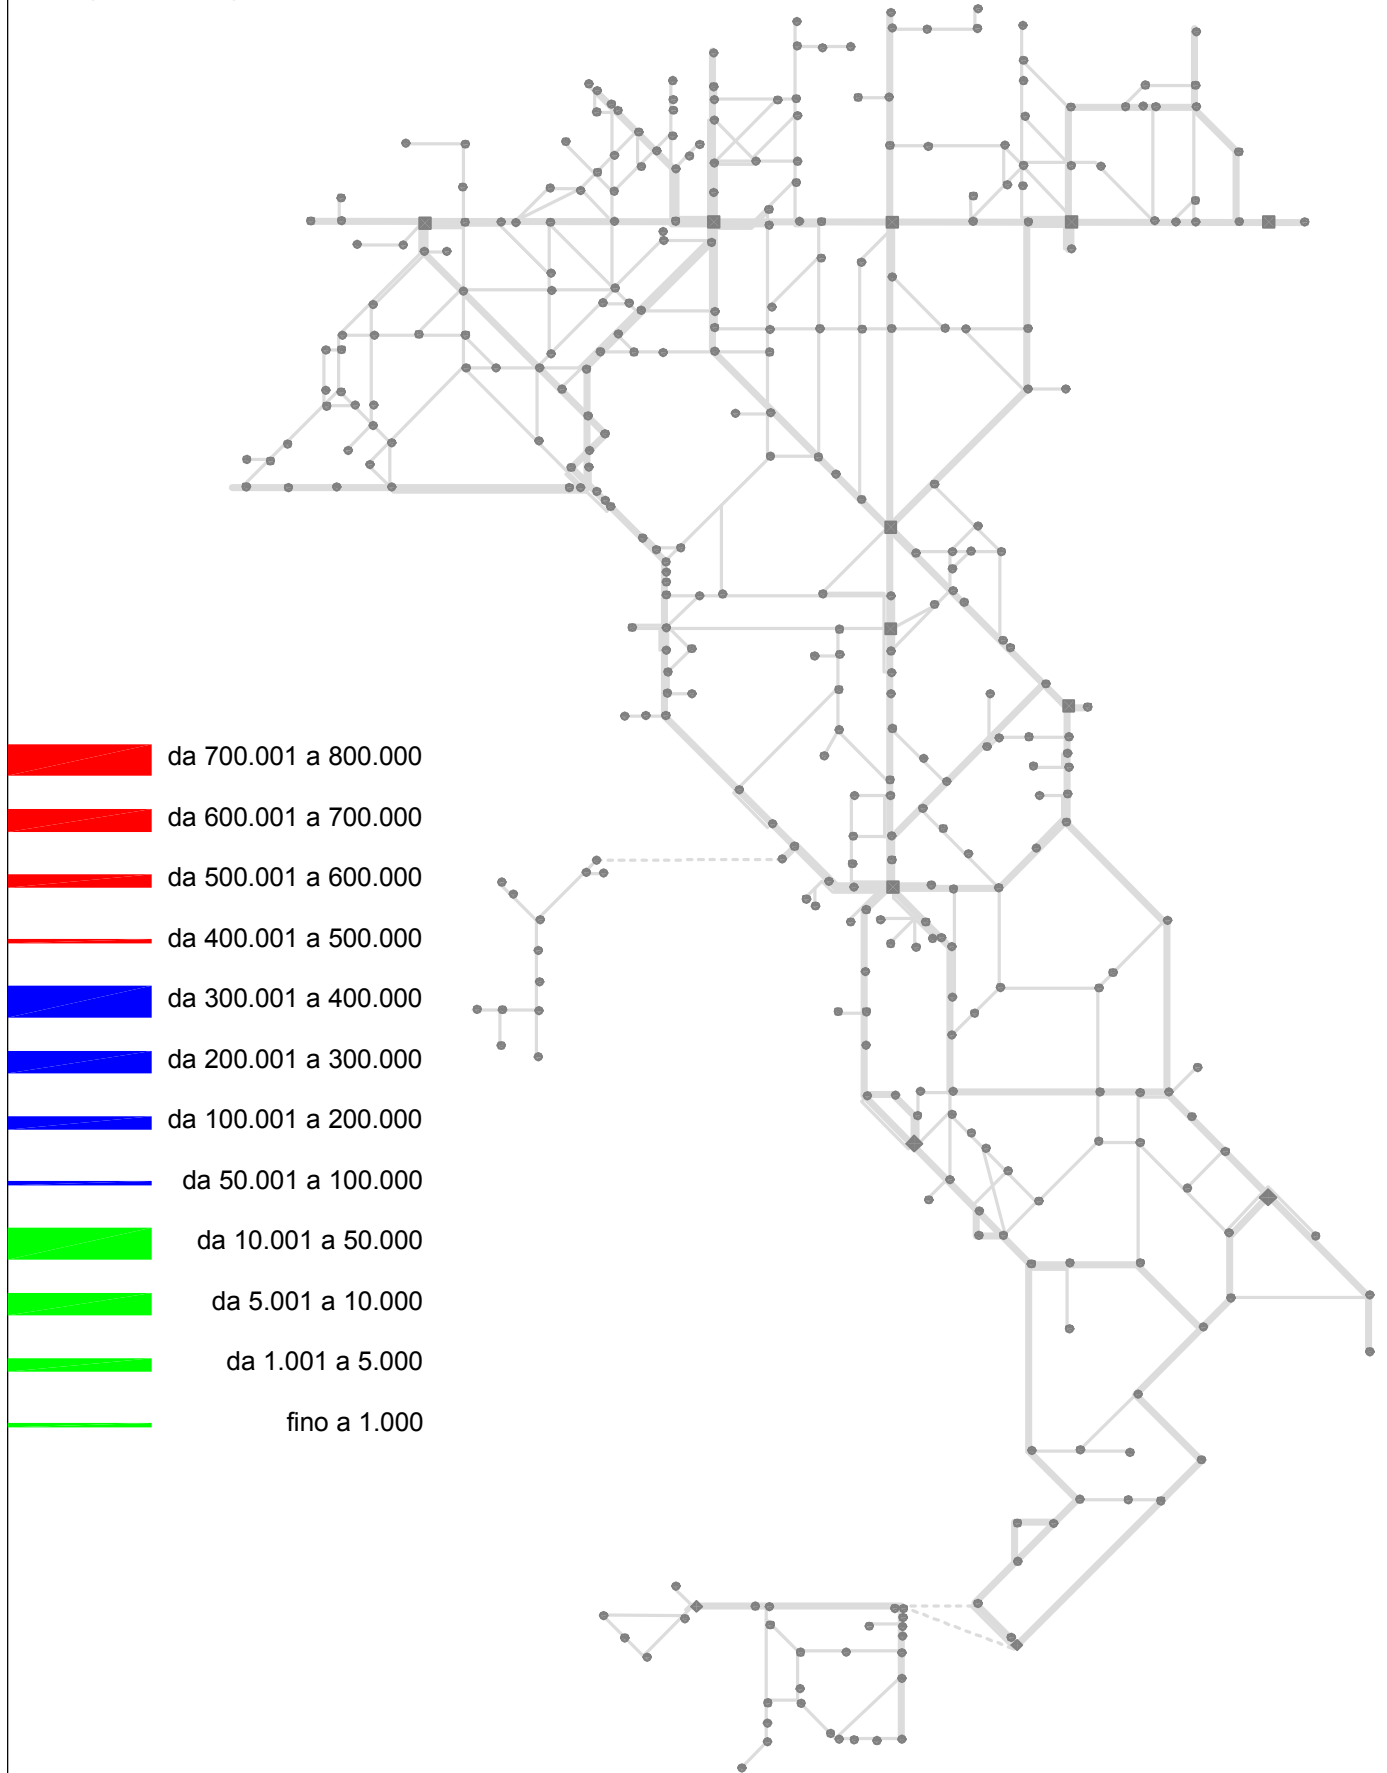 da 700.001 a 800.000
da 600.001 a 700.000
da 500.001 a 600.000
da 400.001 a 500.000
da 300.001 a 400.000
da 200.001 a 300.000
da 100.001 a 200.000
da 50.001 a 100.000
da 10.001 a 50.000
da 5.001 a 10.000
da 1.001 a 5.000
fino a 1.000